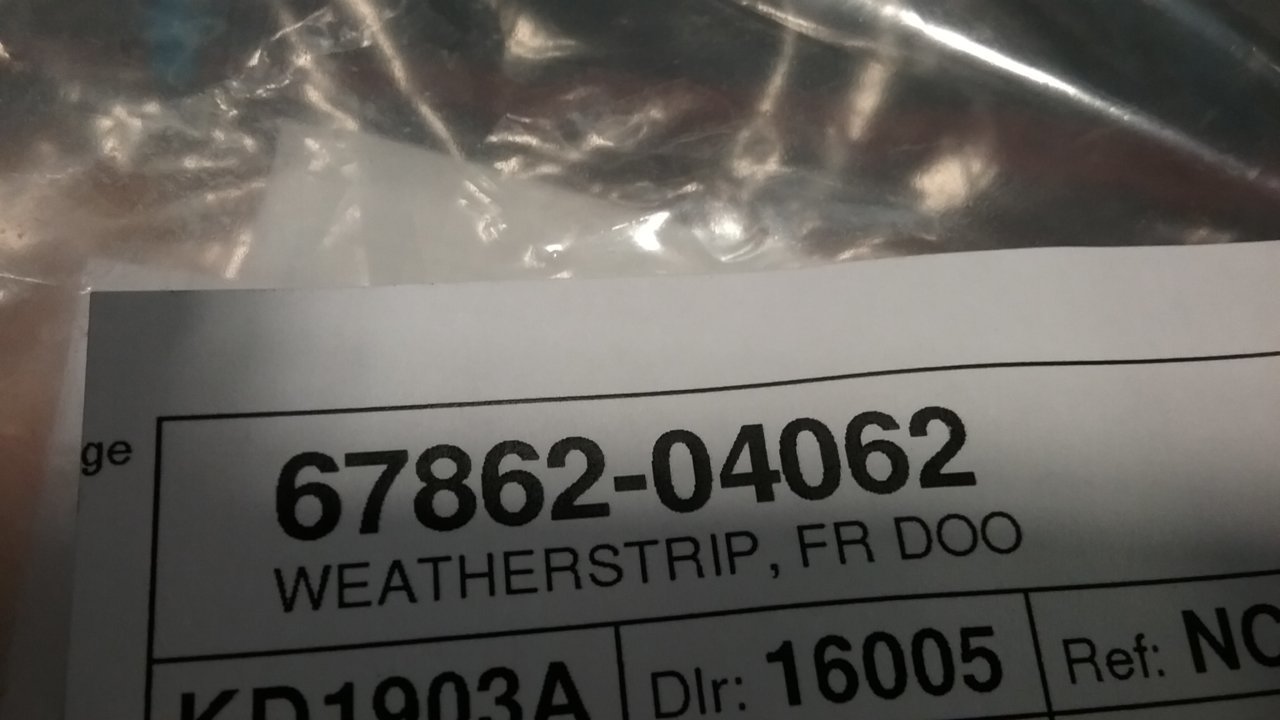 ge
67862-04062
WEATHERSTRIP, FR DOO
KD1903A Dlr: 16005 Ref: NC